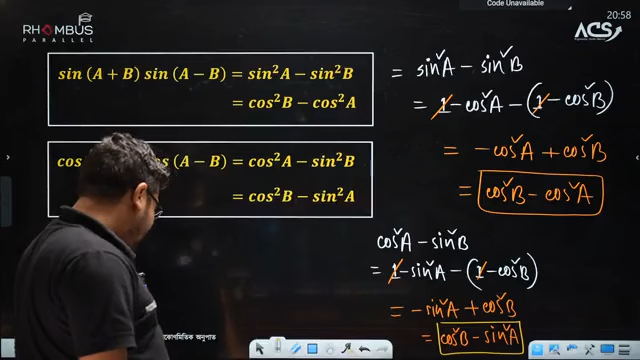 Code Unavailable
20:58
RHOMBUS
PARALLEL
ACS
sin (A + B) sin (A − B) = sin²A − sin²B
= cos²B − cos²A
cos (A − B) = cos²A − sin²B
= cos²B − sin²A
= sin²A − sin²B
= 1 − cos²A − (1 − cos²B)
= − cos²A + cos²B
= cos²B − cos²A
cos²A − sin²B
= 1 − sin²A − (1 − cos²B)
= − sin²A + cos²B
= cos²B − sin²A
অনুপাত